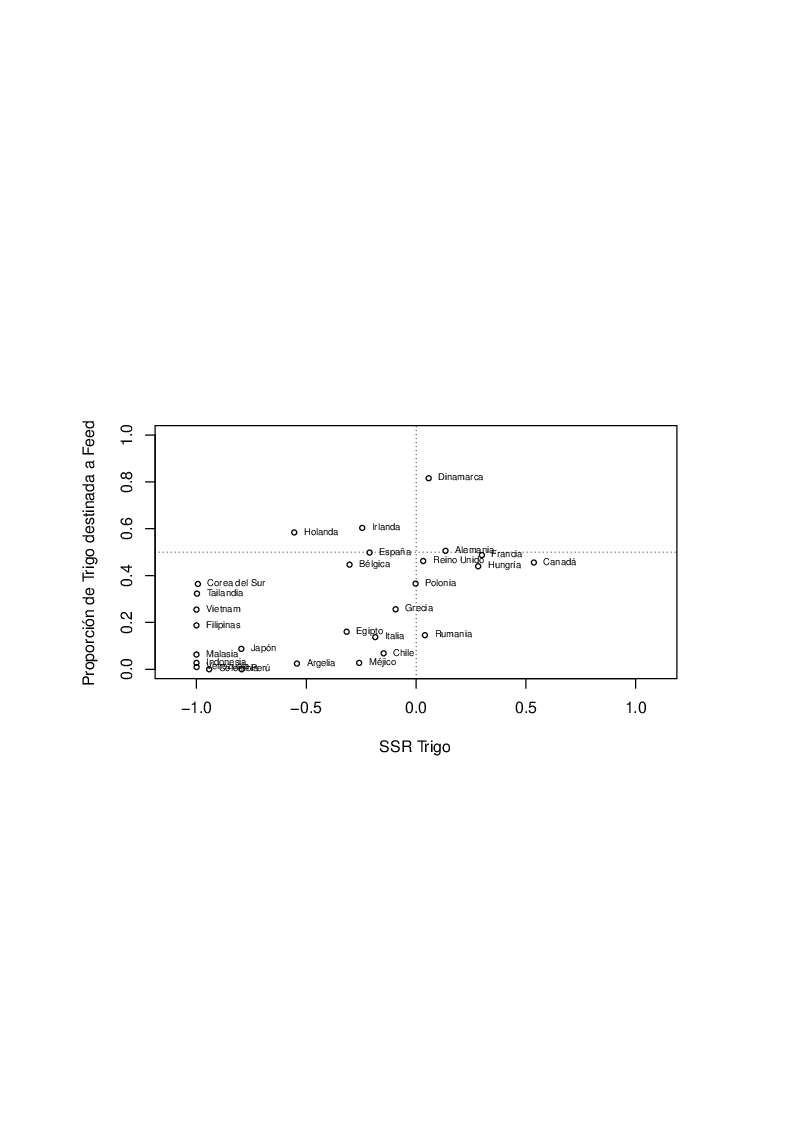 Proporción de Trigo destinada a Feed
1.0
0.8
0.6
0.4
0.2
0.0
Dinamarca
Irlanda
Holanda
España
Alemania
Francia
Bélgica
Reino Unido
Hungría
Canadá
Corea del Sur
Polonia
Tailandia
Vietnam
Grecia
Filipinas
Egipto
Italia
Rumania
Japón
Malasia
Chile
Indonesia
Argelia
Méjico
Perú
−1.0 −0.5 0.0 0.5 1.0
SSR Trigo